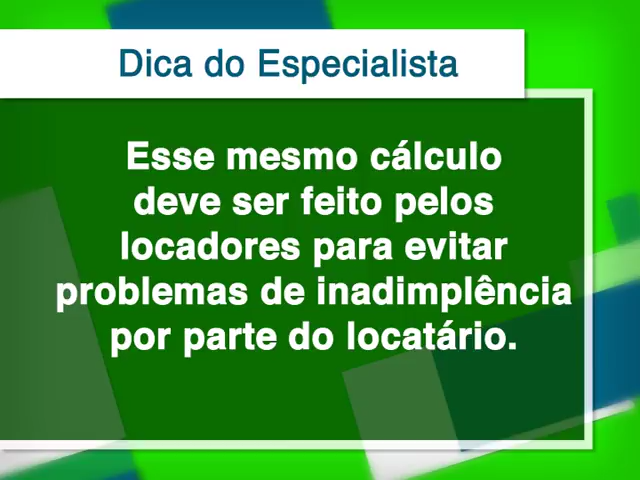 Dica do Especialista
Esse mesmo cálculo
deve ser feito pelos
locadores para evitar
problemas de inadimplência
por parte do locatário.